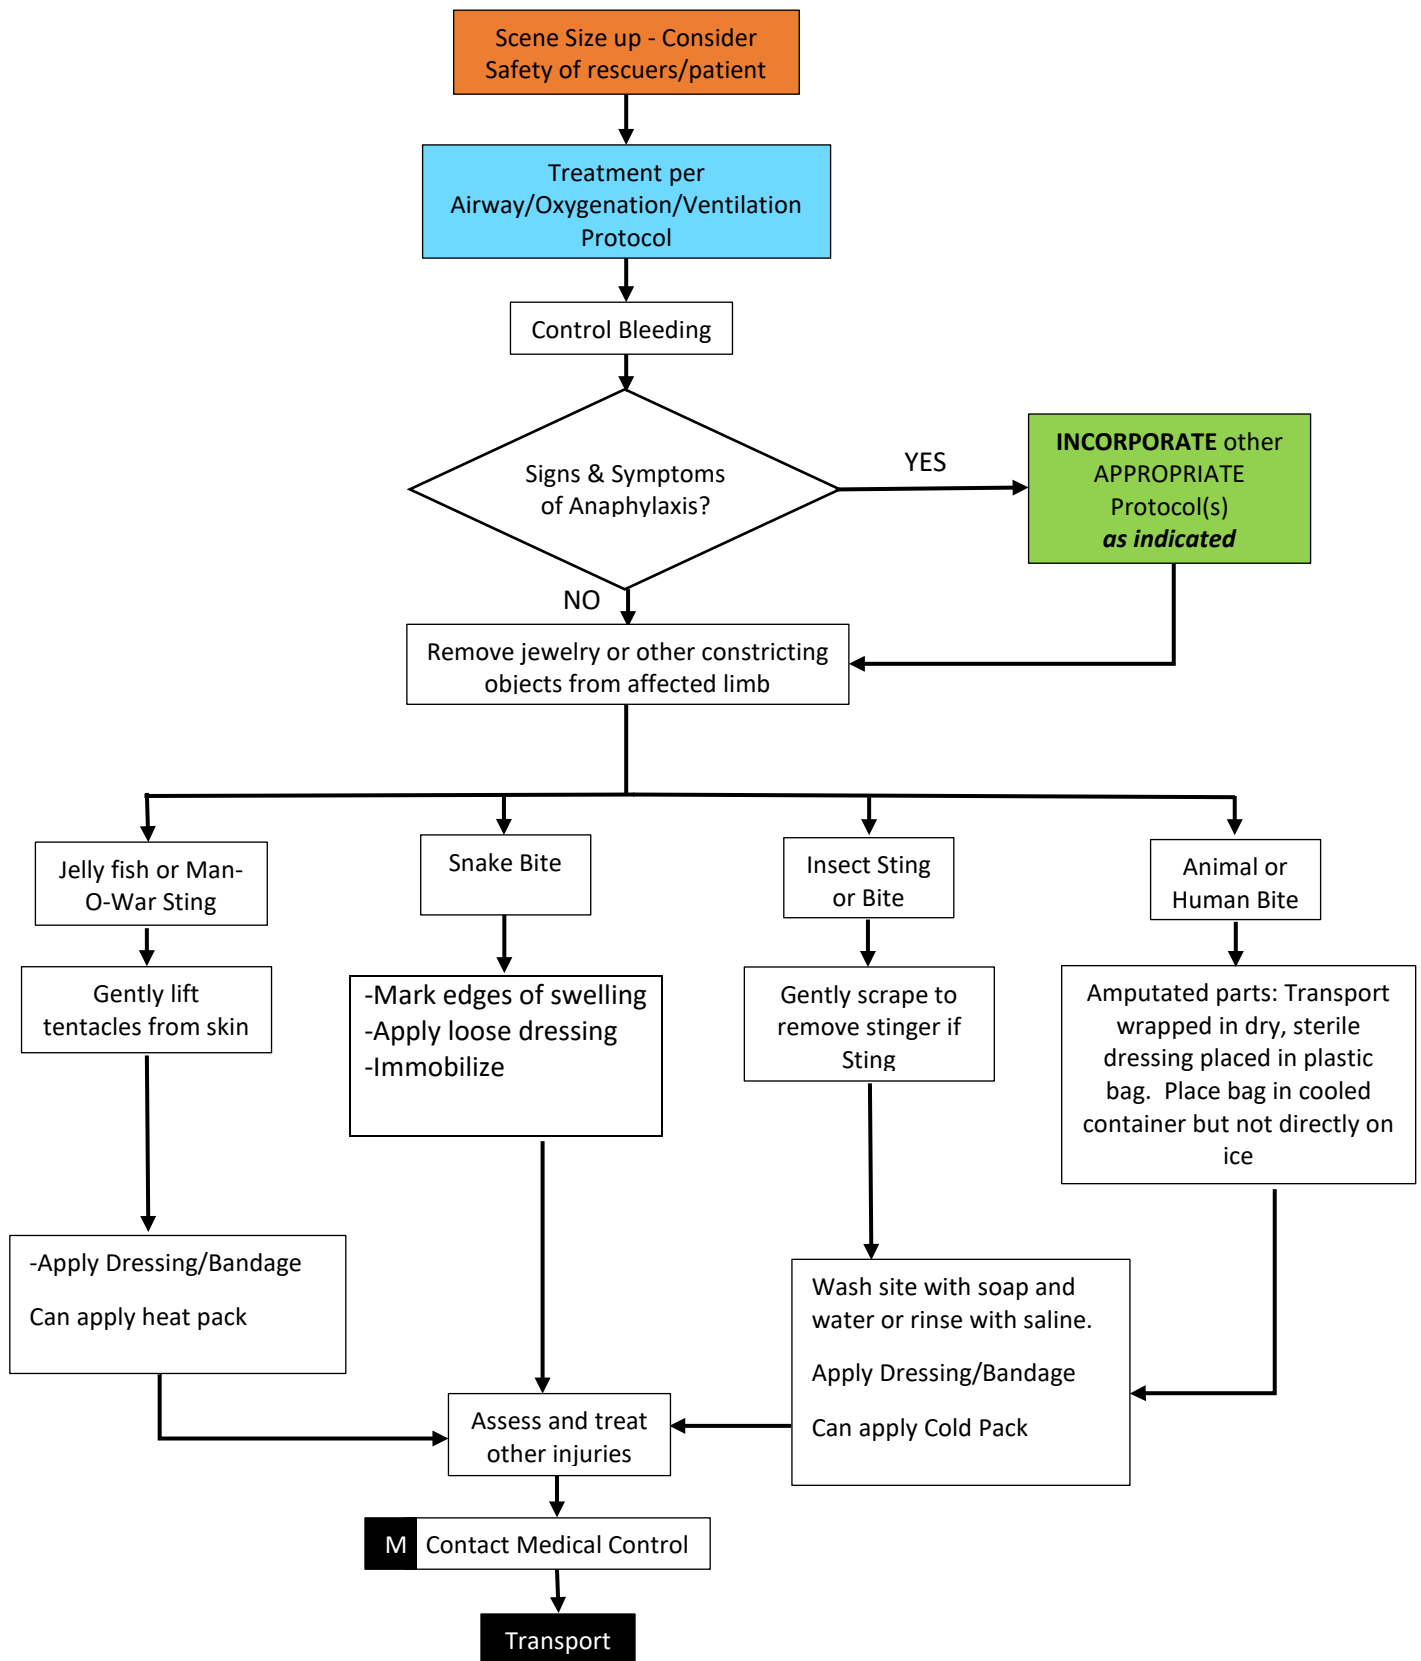 Scene Size up - Consider
Safety of rescuers/patient
Treatment per
Airway/Oxygenation/Ventilation
Protocol
Control Bleeding
Signs & Symptoms
of Anaphylaxis?
YES
INCORPORATE other
APPROPRIATE
Protocol(s)
as indicated
NO
Remove jewelry or other constricting
objects from affected limb
Jelly fish or Man-
O-War Sting
Snake Bite
Insect Sting
or Bite
Animal or
Human Bite
Gently lift
tentacles from skin
-Mark edges of swelling
-Apply loose dressing
-Immobilize
Gently scrape to
remove stinger if
Sting
Amputated parts: Transport
wrapped in dry, sterile
dressing placed in plastic
bag.  Place bag in cooled
container but not directly on
ice
-Apply Dressing/Bandage
Can apply heat pack
Wash site with soap and
water or rinse with saline.
Apply Dressing/Bandage
Can apply Cold Pack
Assess and treat
other injuries
M Contact Medical Control
Transport